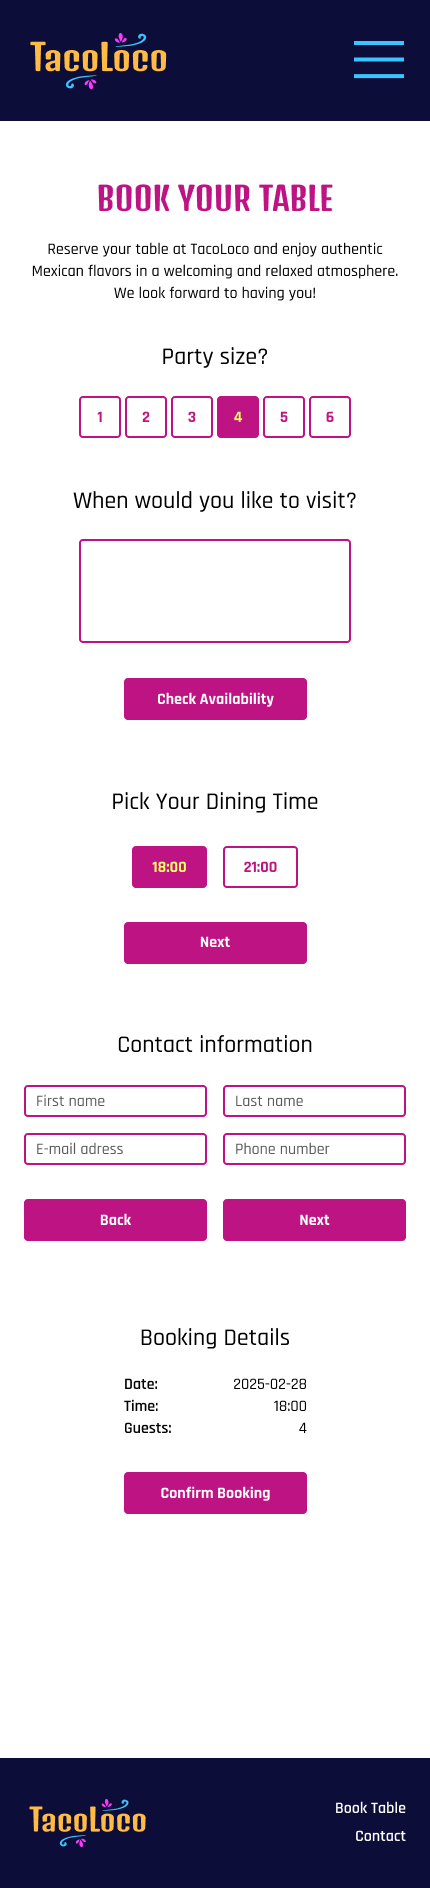 TacoLoco
BOOK YOUR TABLE
Reserve your table at TacoLoco and enjoy authentic
Mexican flavors in a welcoming and relaxed atmosphere.
We look forward to having you!
Party size?
1 2 3 4 5 6
When would you like to visit?
Check Availability
Pick Your Dining Time
18:00 21:00
Next
Contact information
First name Last name
E-mail adress Phone number
Back Next
Booking Details
Date: 2025-02-28
Time: 18:00
Guests: 4
Confirm Booking
TacoLoco
Book Table
Contact